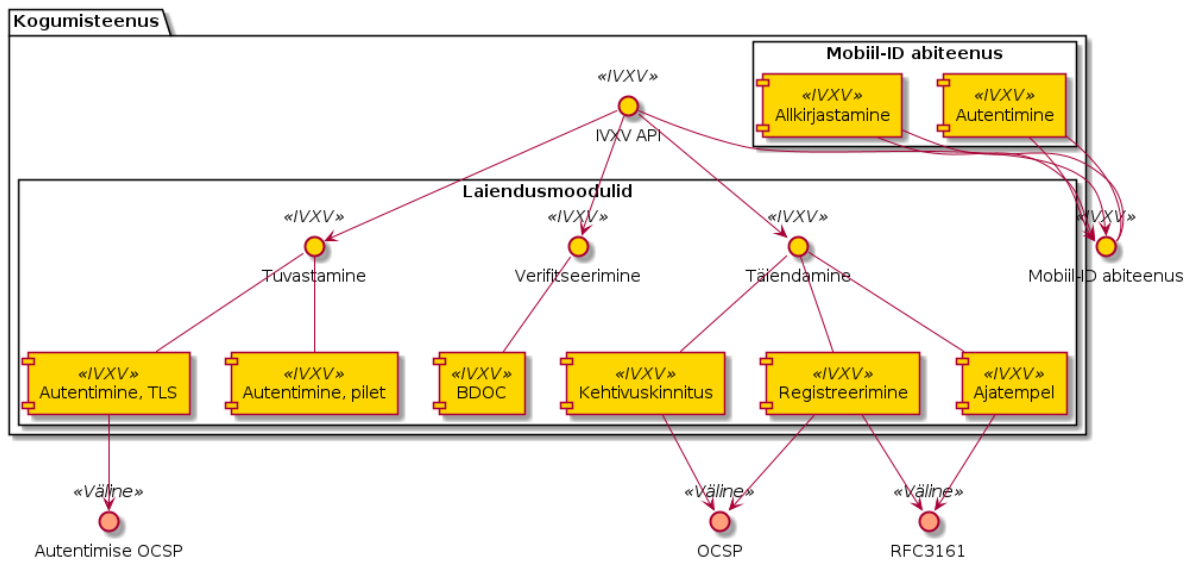 Kogumisteenus
Mobiil-ID abiteenus
«IVXV»
IVXV API
«IVXV»
Allkirjastamine
«IVXV»
Autentimine
Laiendusmoodulid
«IVXV»
Tuvastamine
«IVXV»
Verifitseerimine
«IVXV»
Täiendamine
«IVXV»
Mobiil-ID abiteenus
«IVXV»
Autentimine, TLS
«IVXV»
Autentimine, pilet
«IVXV»
BDOC
«IVXV»
Kehtivuskinnitus
«IVXV»
Registreerimine
«IVXV»
Ajatempel
«Väline»
Autentimise OCSP
«Väline»
OCSP
«Väline»
RFC3161